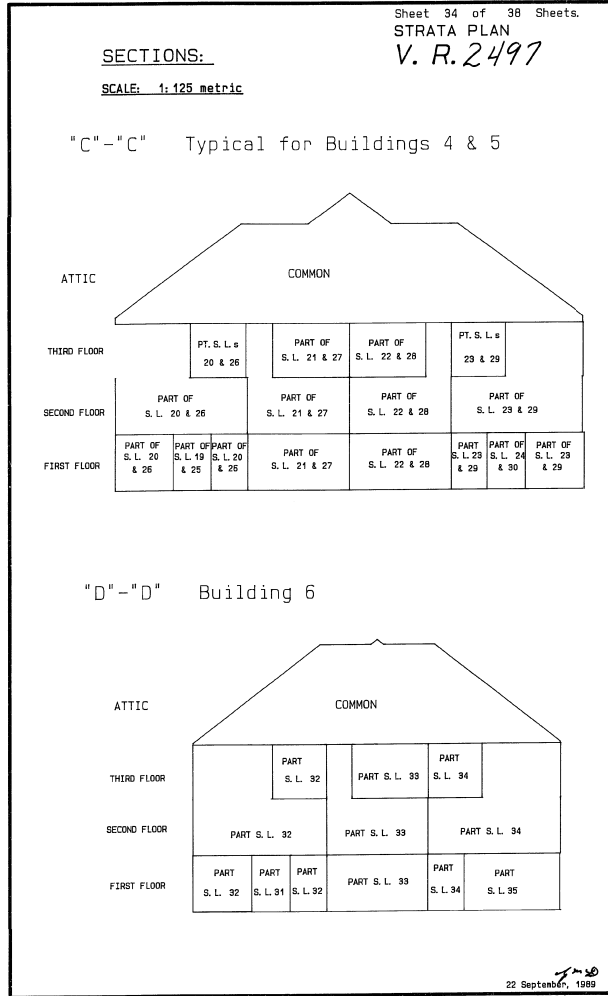 Sheet 34 of 38 Sheets.
STRATA PLAN
V. R. 2497
SECTIONS:
SCALE: 1:125 metric
"C"-"C" Typical for Buildings 4 & 5
ATTIC
COMMON
THIRD FLOOR
PT. S. L. s
20 & 26
PART OF
S. L. 21 & 27
PART OF
S. L. 22 & 28
PT. S. L. s
23 & 29
SECOND FLOOR
PART OF
S. L. 20 & 26
PART OF
S. L. 21 & 27
PART OF
S. L. 22 & 28
PART OF
S. L. 23 & 29
FIRST FLOOR
PART OF
S. L. 20
& 26
PART OF
S. L. 19
& 25
PART OF
S. L. 20
& 26
PART OF
S. L. 21 & 27
PART OF
S. L. 22 & 28
PART
S. L. 23
& 29
PART OF
S. L. 24
& 30
PART OF
S. L. 23
& 29
"D"-"D" Building 6
ATTIC
COMMON
THIRD FLOOR
PART
S. L. 32
PART S. L. 33
PART
S. L. 34
SECOND FLOOR
PART S. L. 32
PART S. L. 33
PART S. L. 34
FIRST FLOOR
PART
S. L. 32
PART
S. L. 31
PART
S. L. 32
PART S. L. 33
PART
S. L. 34
PART
S. L. 35
22 September, 1989